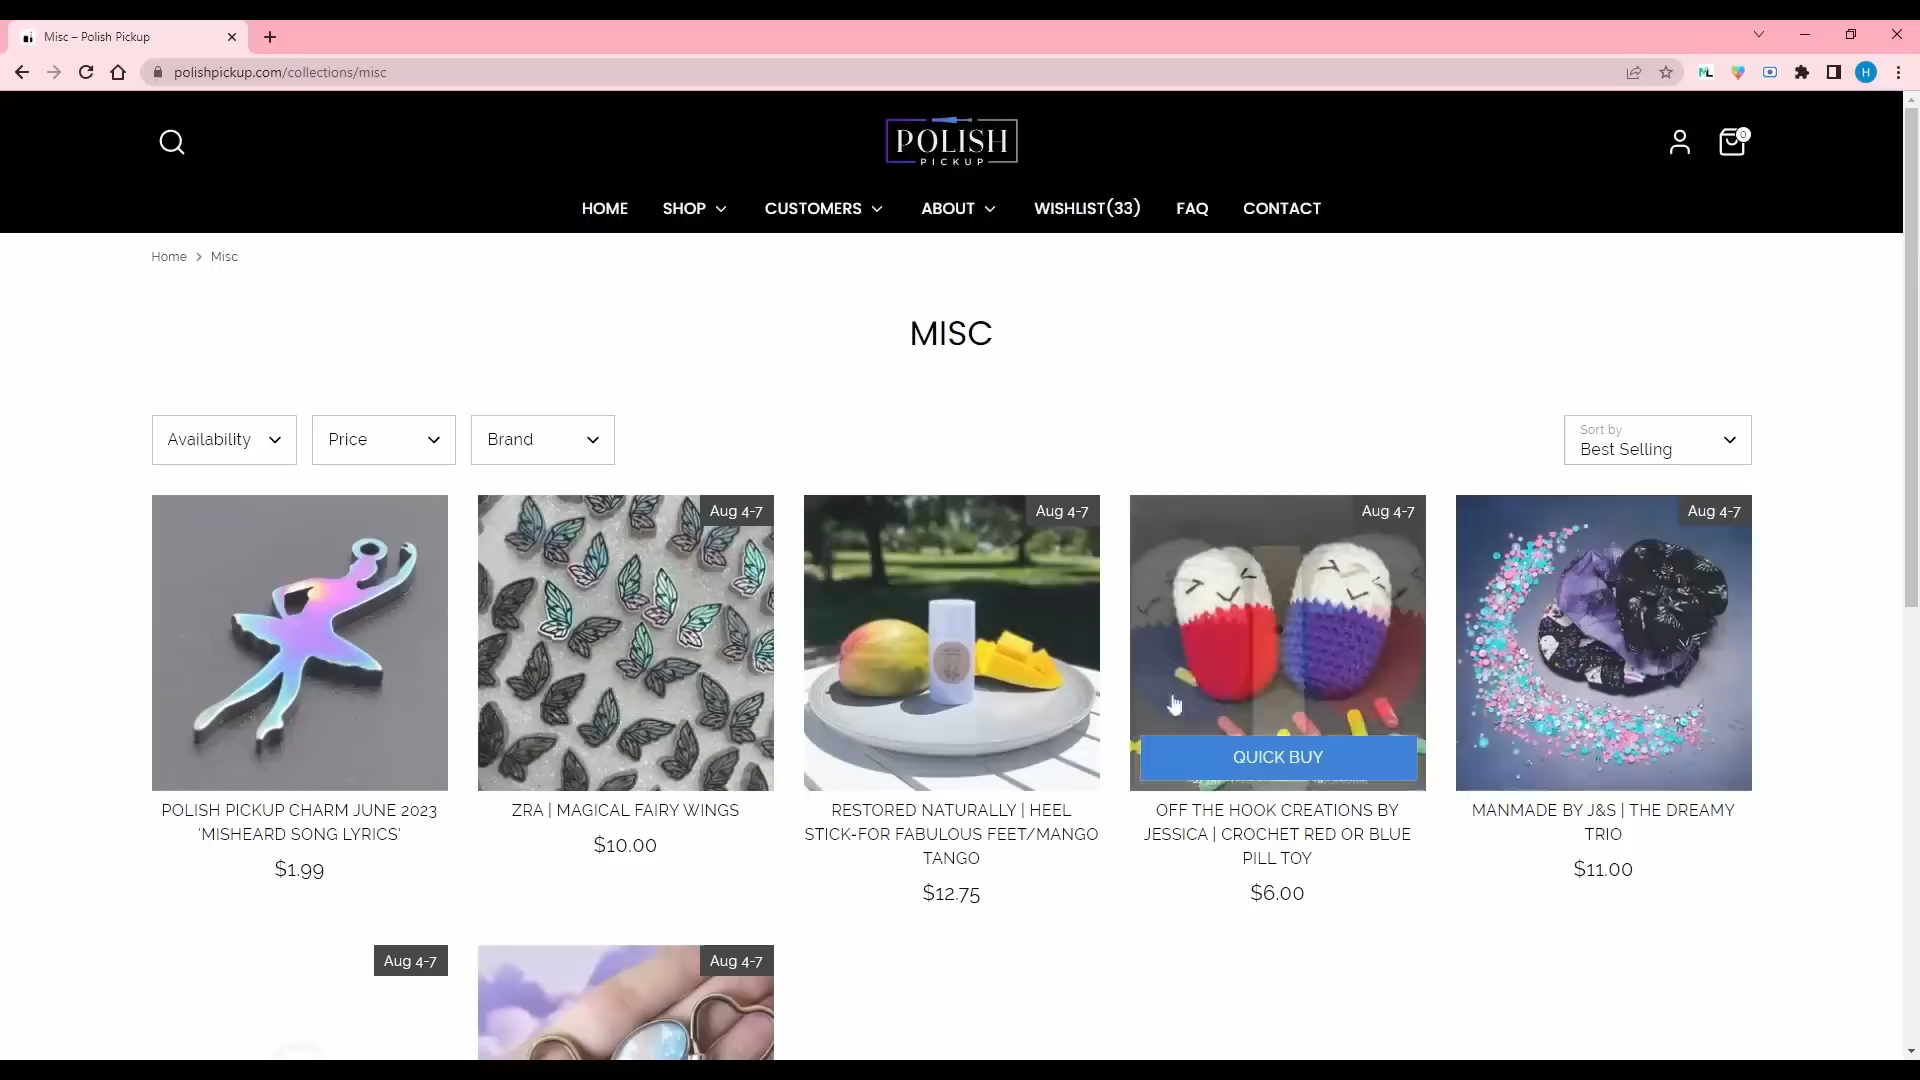 Misc – Polish Pickup
polishpickup.com/collections/misc
H
POLISH
PICKUP
0
HOME
SHOP
CUSTOMERS
ABOUT
WISHLIST(33)
FAQ
CONTACT
Home > Misc
MISC
Availability
Price
Brand
Sort by
Best Selling
POLISH PICKUP CHARM JUNE 2023
'MISHEARD SONG LYRICS'
$1.99
Aug 4-7
ZRA | MAGICAL FAIRY WINGS
$10.00
Aug 4-7
RESTORED NATURALLY | HEEL
STICK-FOR FABULOUS FEET/MANGO
TANGO
$12.75
Aug 4-7
QUICK BUY
OFF THE HOOK CREATIONS BY
JESSICA | CROCHET RED OR BLUE
PILL TOY
$6.00
Aug 4-7
MANMADE BY J&S | THE DREAMY
TRIO
$11.00
Aug 4-7
Aug 4-7